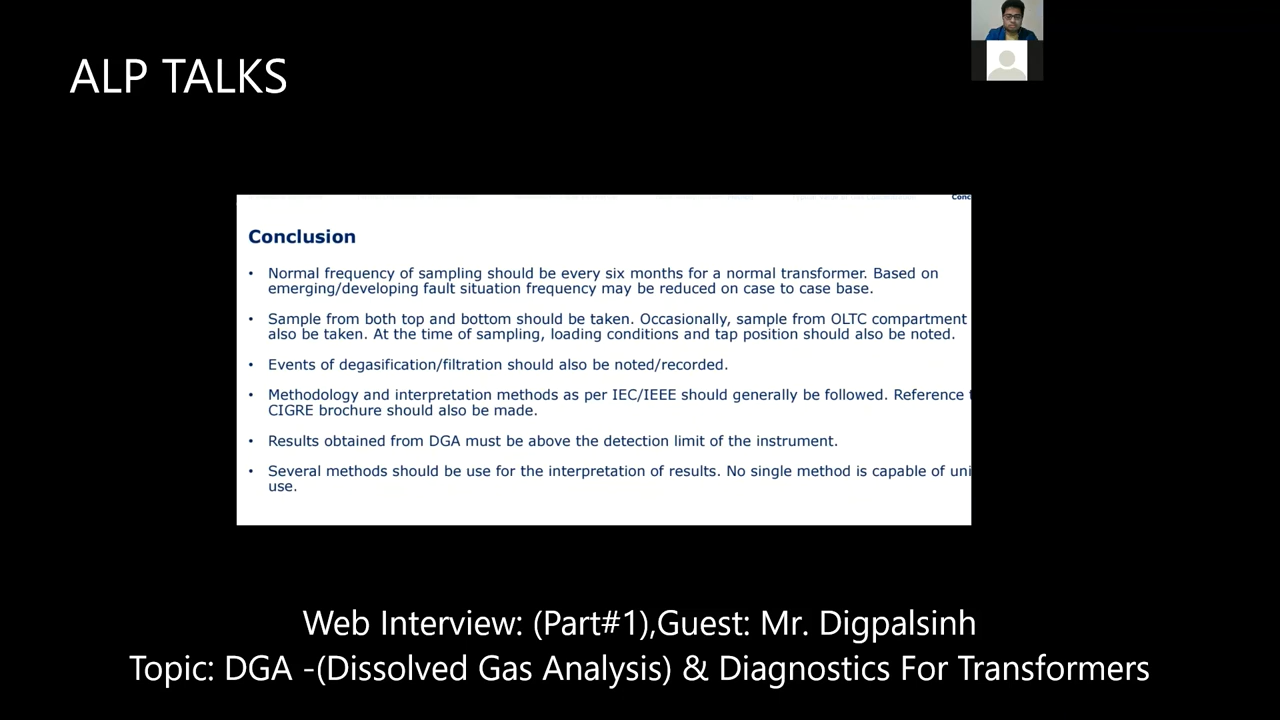 ALP TALKS
Conc
Conclusion
• Normal frequency of sampling should be every six months for a normal transformer. Based on
emerging/developing fault situation frequency may be reduced on case to case base.
• Sample from both top and bottom should be taken. Occasionally, sample from OLTC compartment
also be taken. At the time of sampling, loading conditions and tap position should also be noted.
• Events of degasification/filtration should also be noted/recorded.
• Methodology and interpretation methods as per IEC/IEEE should generally be followed. Reference
CIGRE brochure should also be made.
• Results obtained from DGA must be above the detection limit of the instrument.
• Several methods should be use for the interpretation of results. No single method is capable of uni
use.
Web Interview: (Part#1),Guest: Mr. Digpalsinh
Topic: DGA -(Dissolved Gas Analysis) & Diagnostics For Transformers